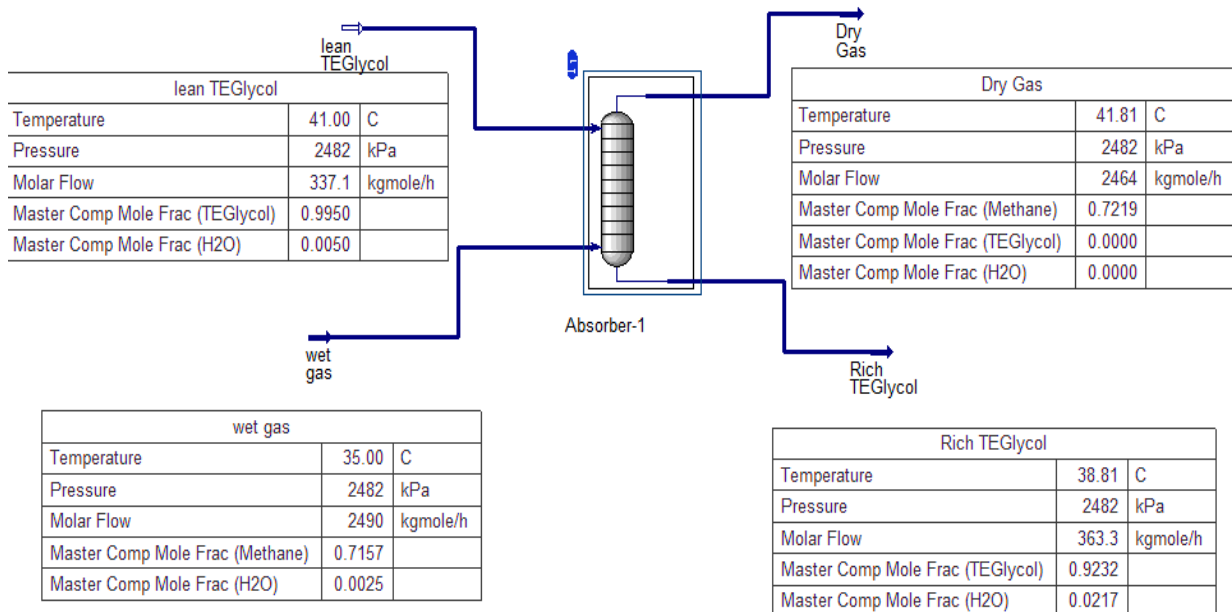 lean
TEGlycol
lean TEGlycol
Temperature 41.00 C
Pressure 2482 kPa
Molar Flow 337.1 kgmole/h
Master Comp Mole Frac (TEGlycol) 0.9950
Master Comp Mole Frac (H2O) 0.0050
Dry
Gas
Dry Gas
Temperature 41.81 C
Pressure 2482 kPa
Molar Flow 2464 kgmole/h
Master Comp Mole Frac (Methane) 0.7219
Master Comp Mole Frac (TEGlycol) 0.0000
Master Comp Mole Frac (H2O) 0.0000
Absorber-1
wet
gas
Rich
TEGlycol
wet gas
Temperature 35.00 C
Pressure 2482 kPa
Molar Flow 2490 kgmole/h
Master Comp Mole Frac (Methane) 0.7157
Master Comp Mole Frac (H2O) 0.0025
Rich TEGlycol
Temperature 38.81 C
Pressure 2482 kPa
Molar Flow 363.3 kgmole/h
Master Comp Mole Frac (TEGlycol) 0.9232
Master Comp Mole Frac (H2O) 0.0217